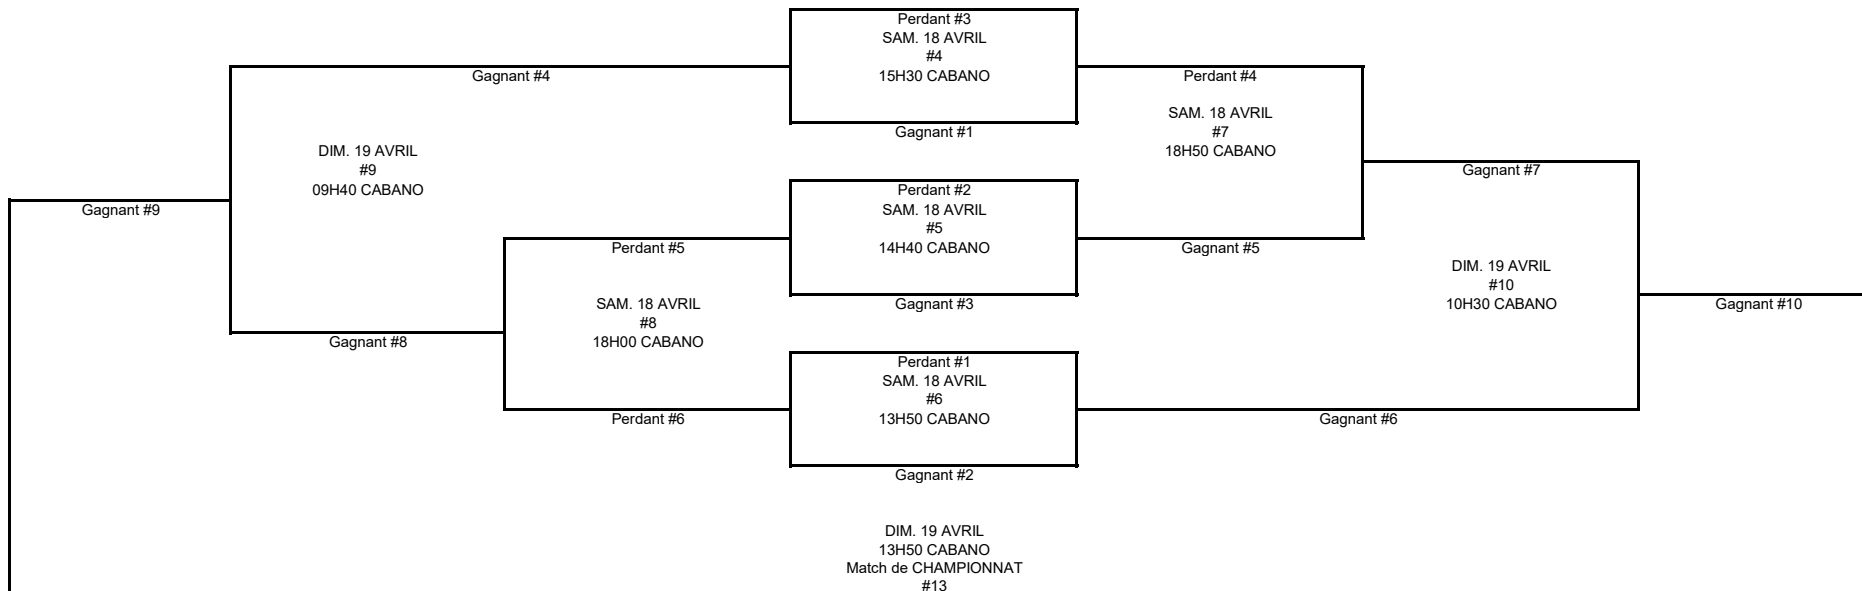 Perdant #3
SAM. 18 AVRIL
#4
15H30 CABANO
Gagnant #4
Perdant #4
SAM. 18 AVRIL
#7
18H50 CABANO
Gagnant #1
DIM. 19 AVRIL
#9
09H40 CABANO
Gagnant #7
Perdant #2
SAM. 18 AVRIL
#5
14H40 CABANO
Gagnant #9
Perdant #5
Gagnant #5
DIM. 19 AVRIL
#10
10H30 CABANO
Gagnant #3
Gagnant #10
SAM. 18 AVRIL
#8
18H00 CABANO
Gagnant #8
Perdant #1
SAM. 18 AVRIL
#6
13H50 CABANO
Perdant #6
Gagnant #6
Gagnant #2
DIM. 19 AVRIL
13H50 CABANO
Match de CHAMPIONNAT
#13